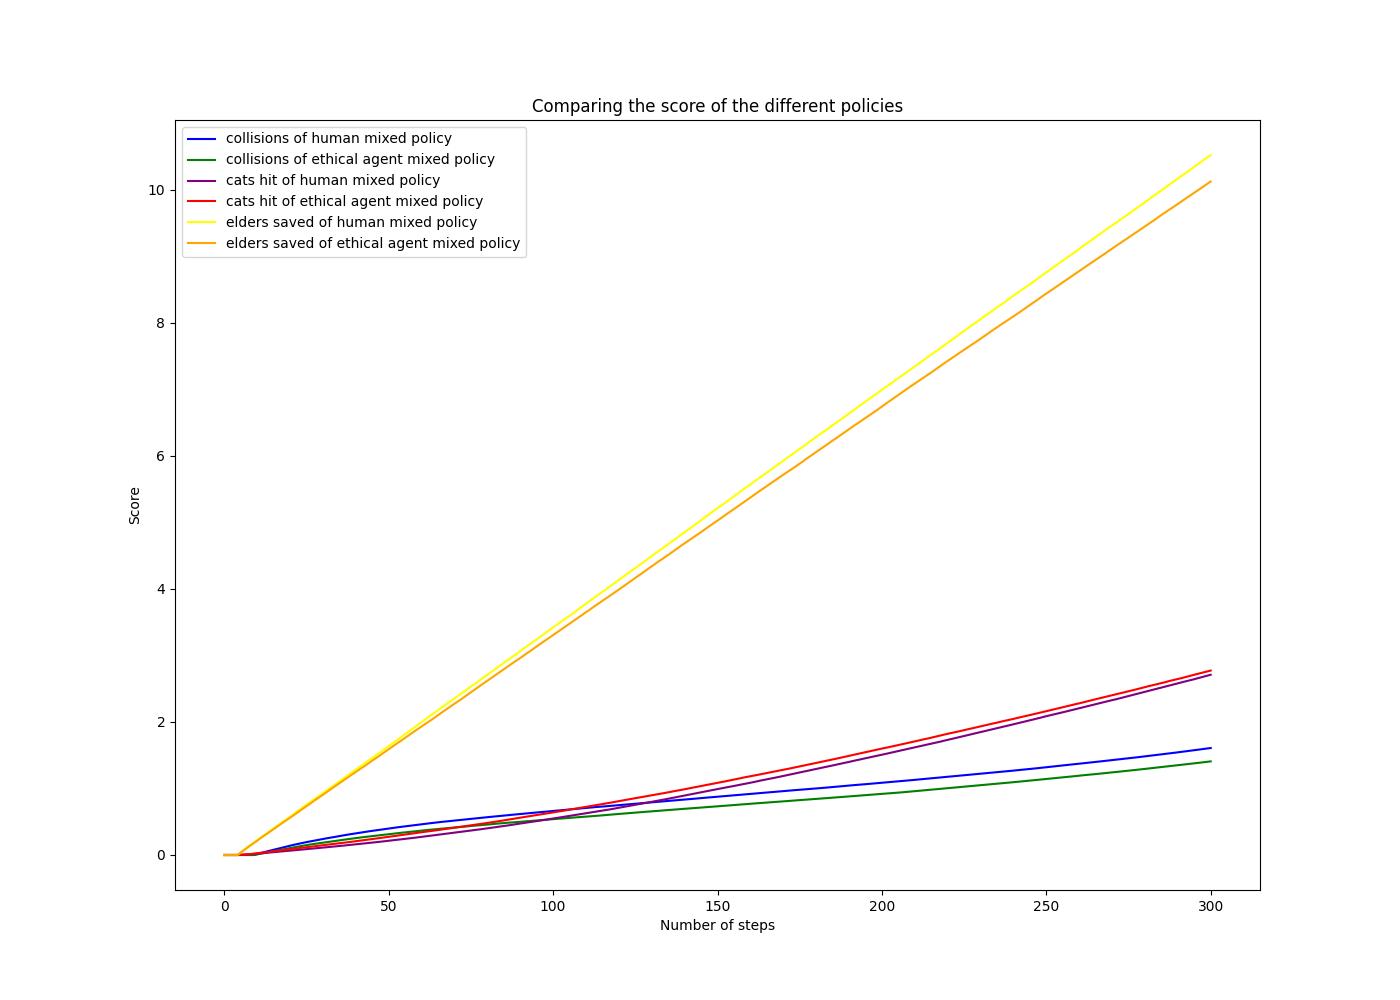 Comparing the score of the different policies
collisions of human mixed policy
collisions of ethical agent mixed policy
cats hit of human mixed policy
cats hit of ethical agent mixed policy
elders saved of human mixed policy
elders saved of ethical agent mixed policy
10
8
6
4
2
0
Score
0 50 100 150 200 250 300
Number of steps